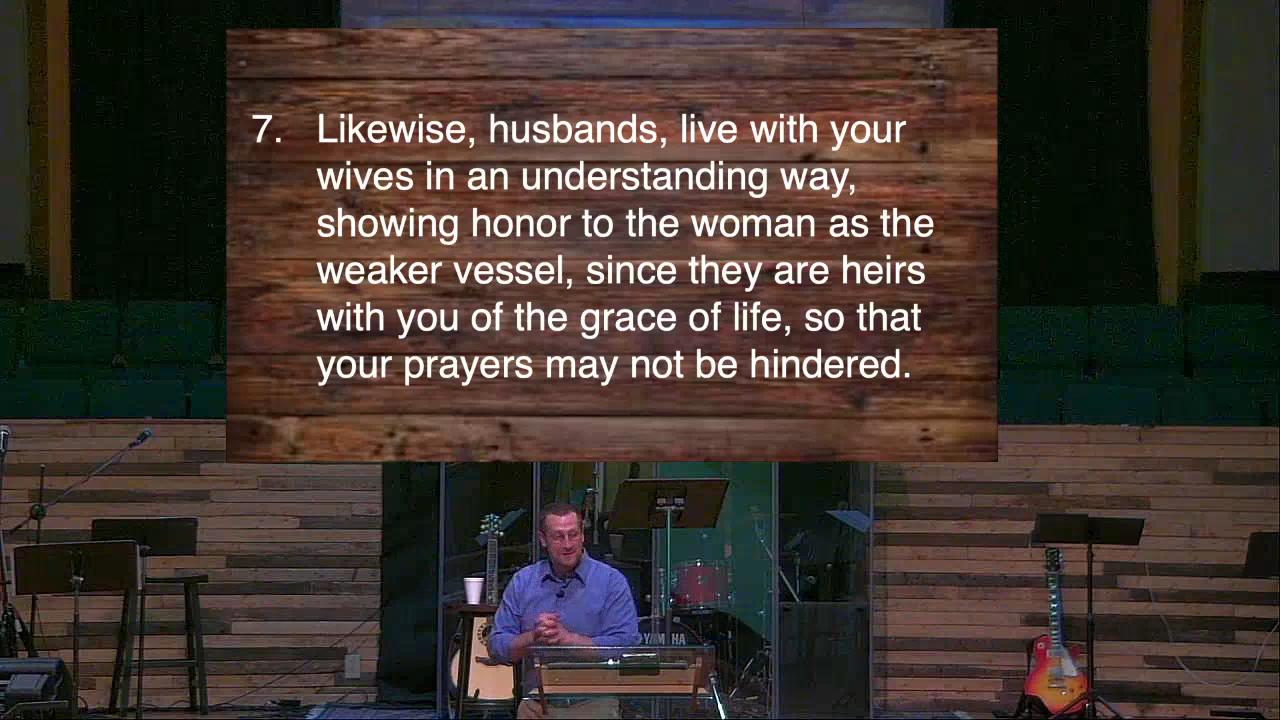 7. Likewise, husbands, live with your
wives in an understanding way,
showing honor to the woman as the
weaker vessel, since they are heirs
with you of the grace of life, so that
your prayers may not be hindered.
YAMAHA